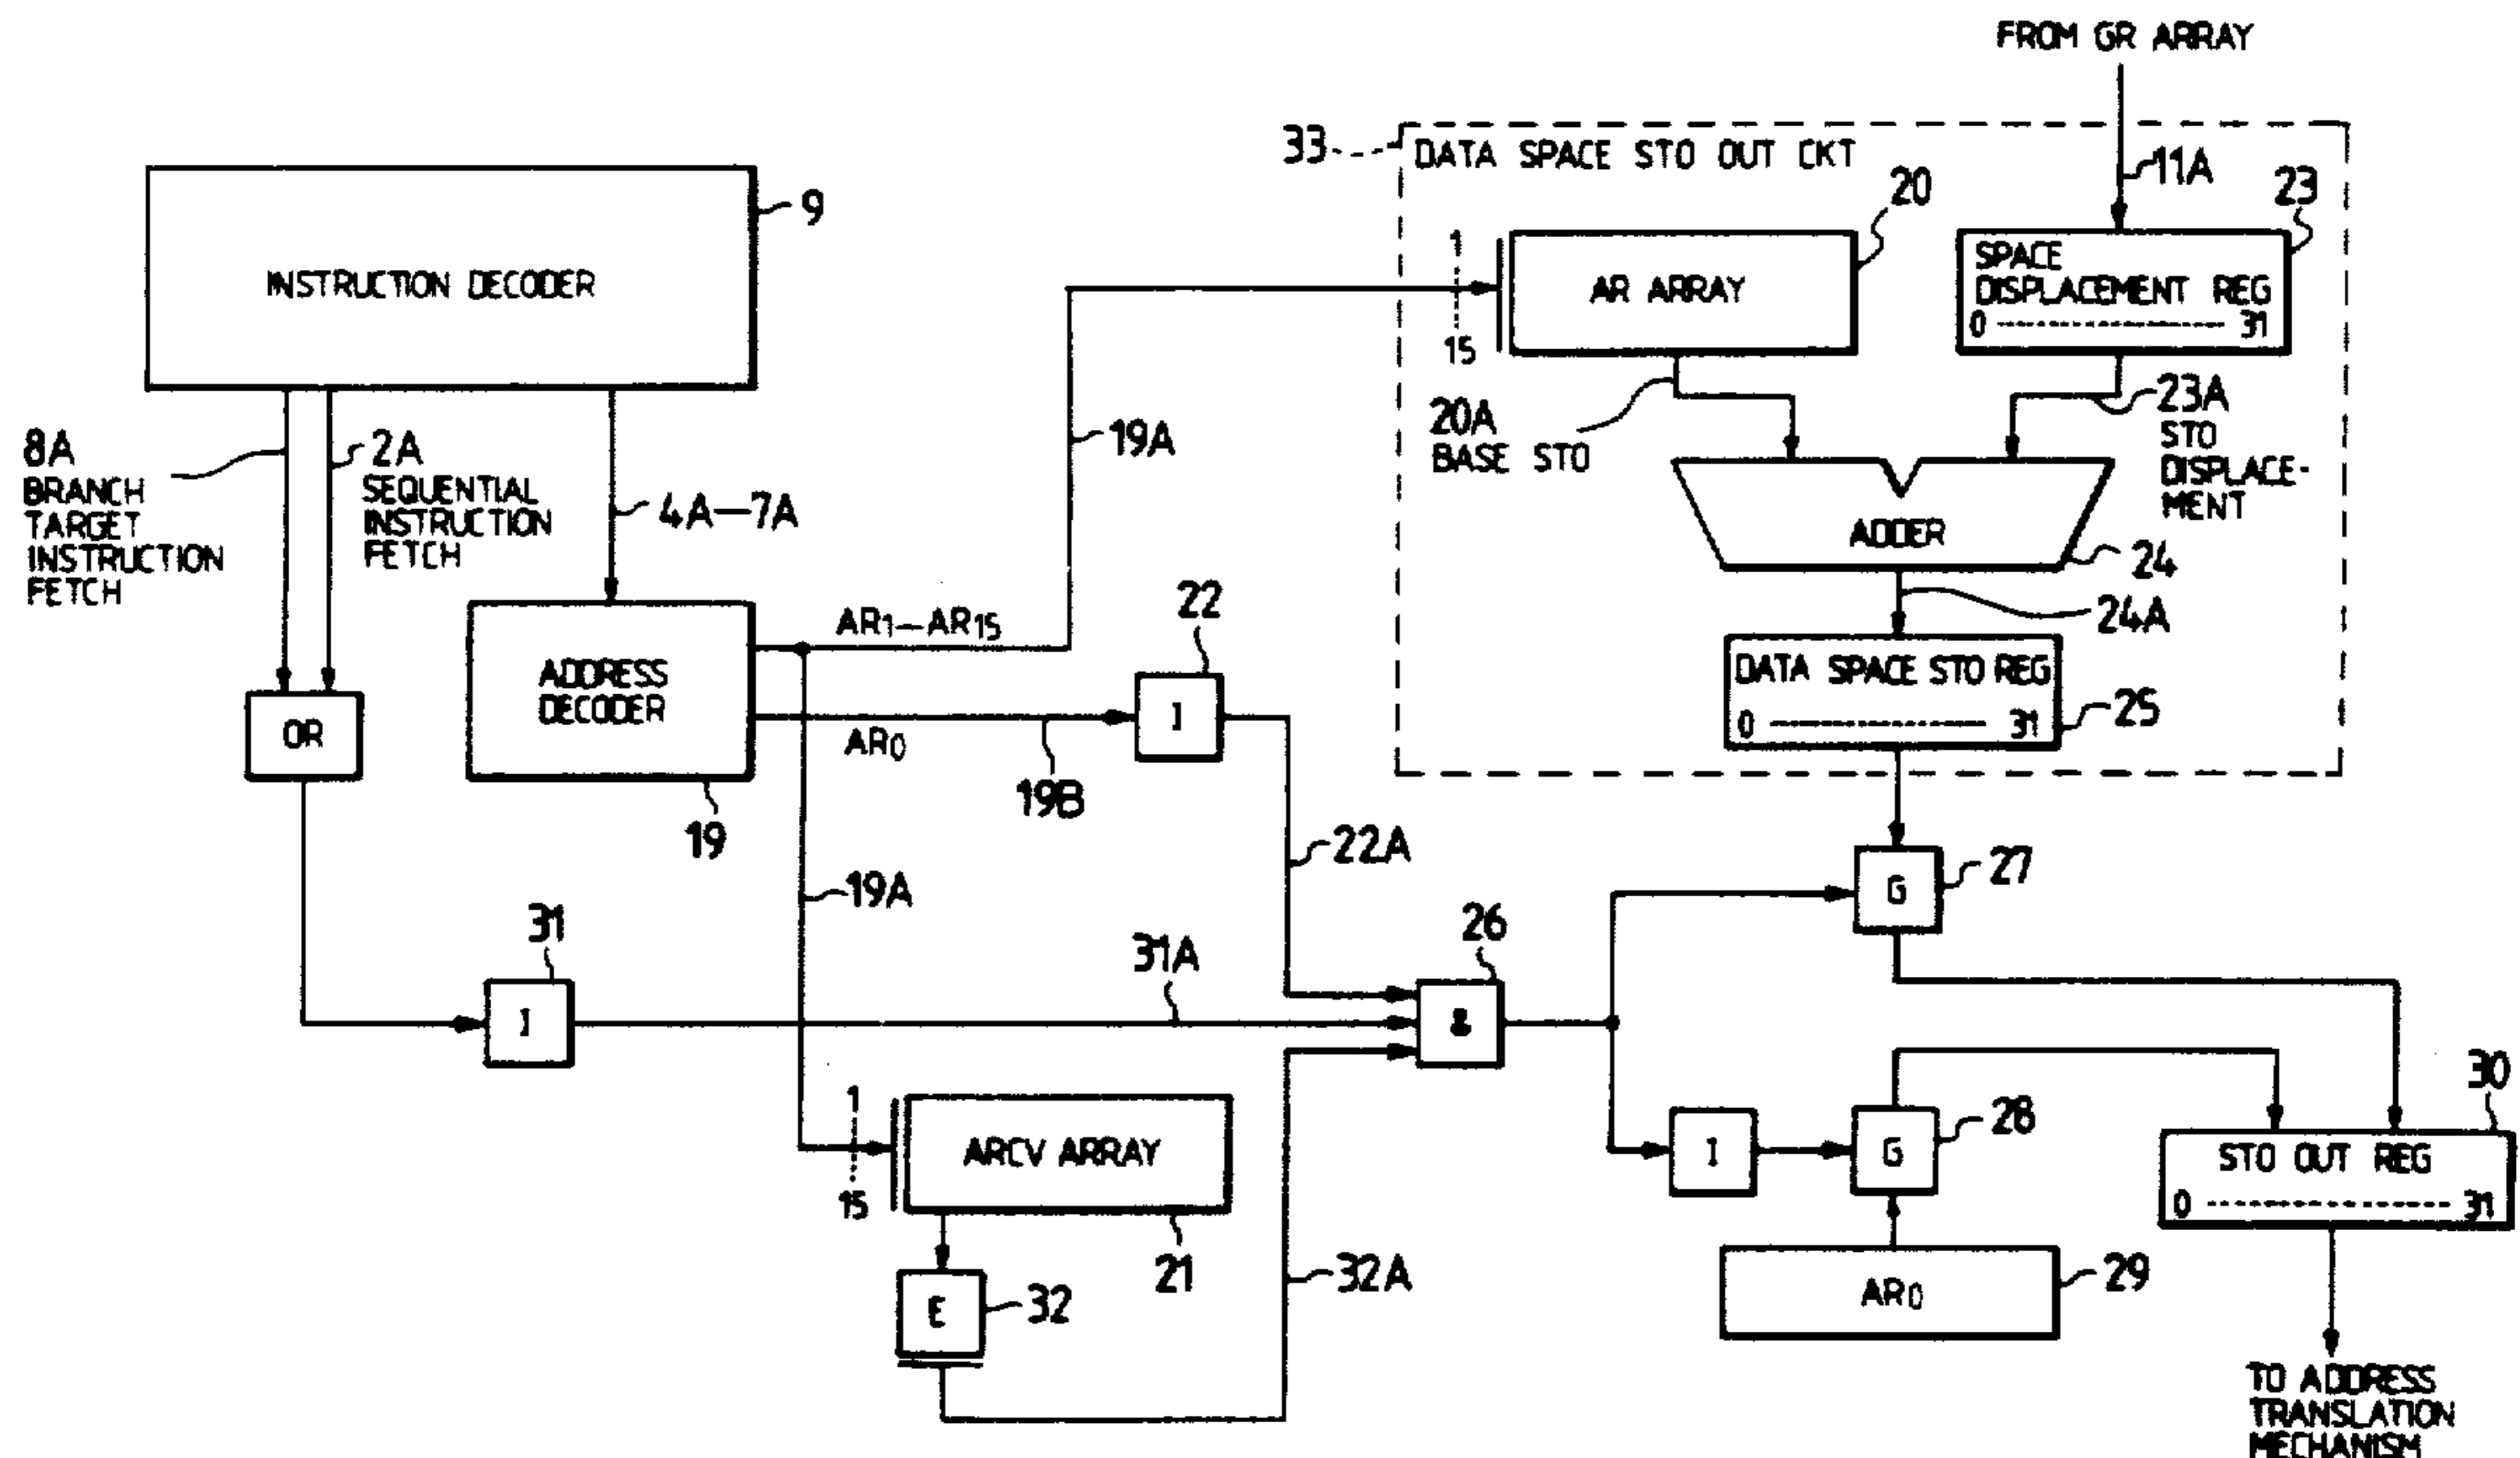 FROM GR ARRAY
33
DATA SPACE STO OUT CKT
11A
20
23
9
INSTRUCTION DECODER
1
15
AR ARRAY
SPACE
DISPLACEMENT REG
0 31
8A
BRANCH
TARGET
INSTRUCTION
FETCH
2A
SEQUENTIAL
INSTRUCTION
FETCH
4A—7A
19A
20A
BASE STO
23A
STO
DISPLACE-
MENT
ADDER
24
24A
AR1—AR15
22
ADDRESS
DECODER
OR
I
AR0
19B
19
DATA SPACE STO REG
0 31
25
22A
27
G
19A
31
I
31A
26
&
30
1
15
ARCV ARRAY
21
I
G
28
STO OUT REG
0 31
E
32
32A
AR0
29
TO ADDRESS
TRANSLATION
MECHANISM